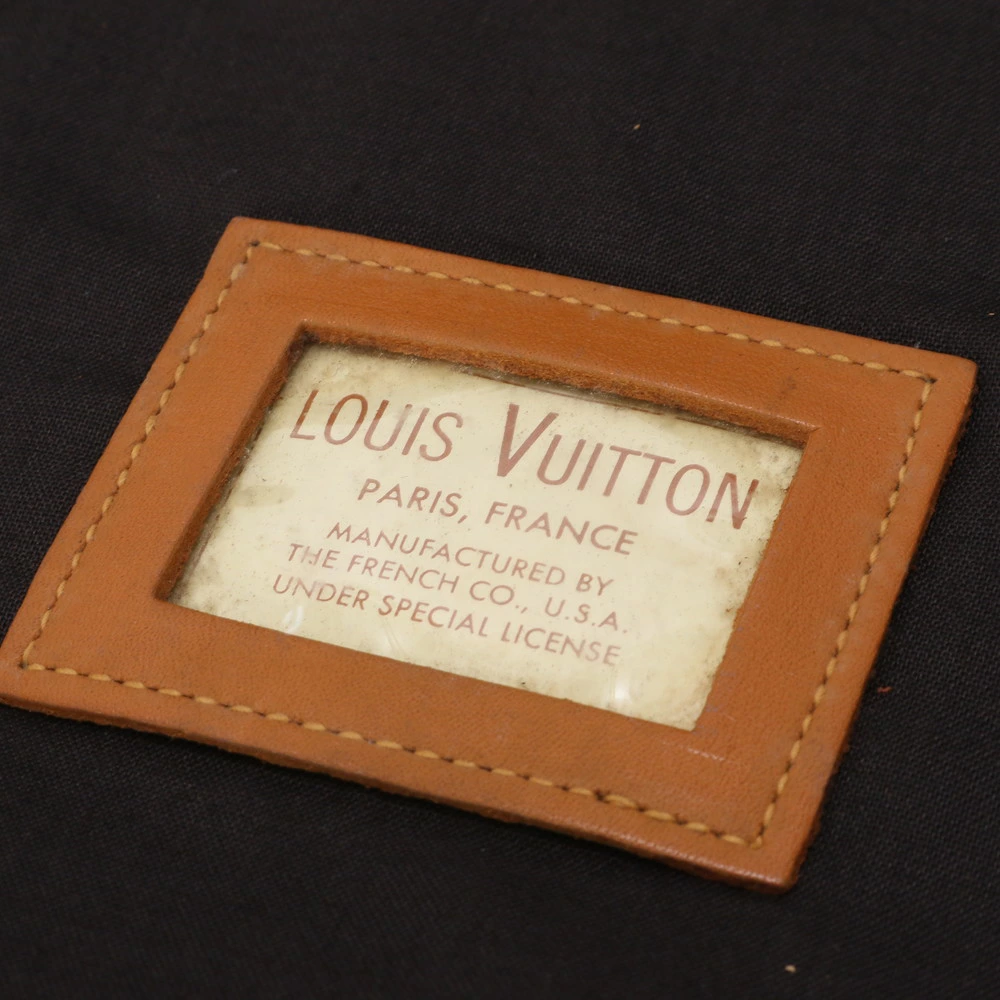 LOUIS VUITTON
PARIS, FRANCE
MANUFACTURED BY
THE FRENCH CO., U.S.A.
UNDER SPECIAL LICENSE